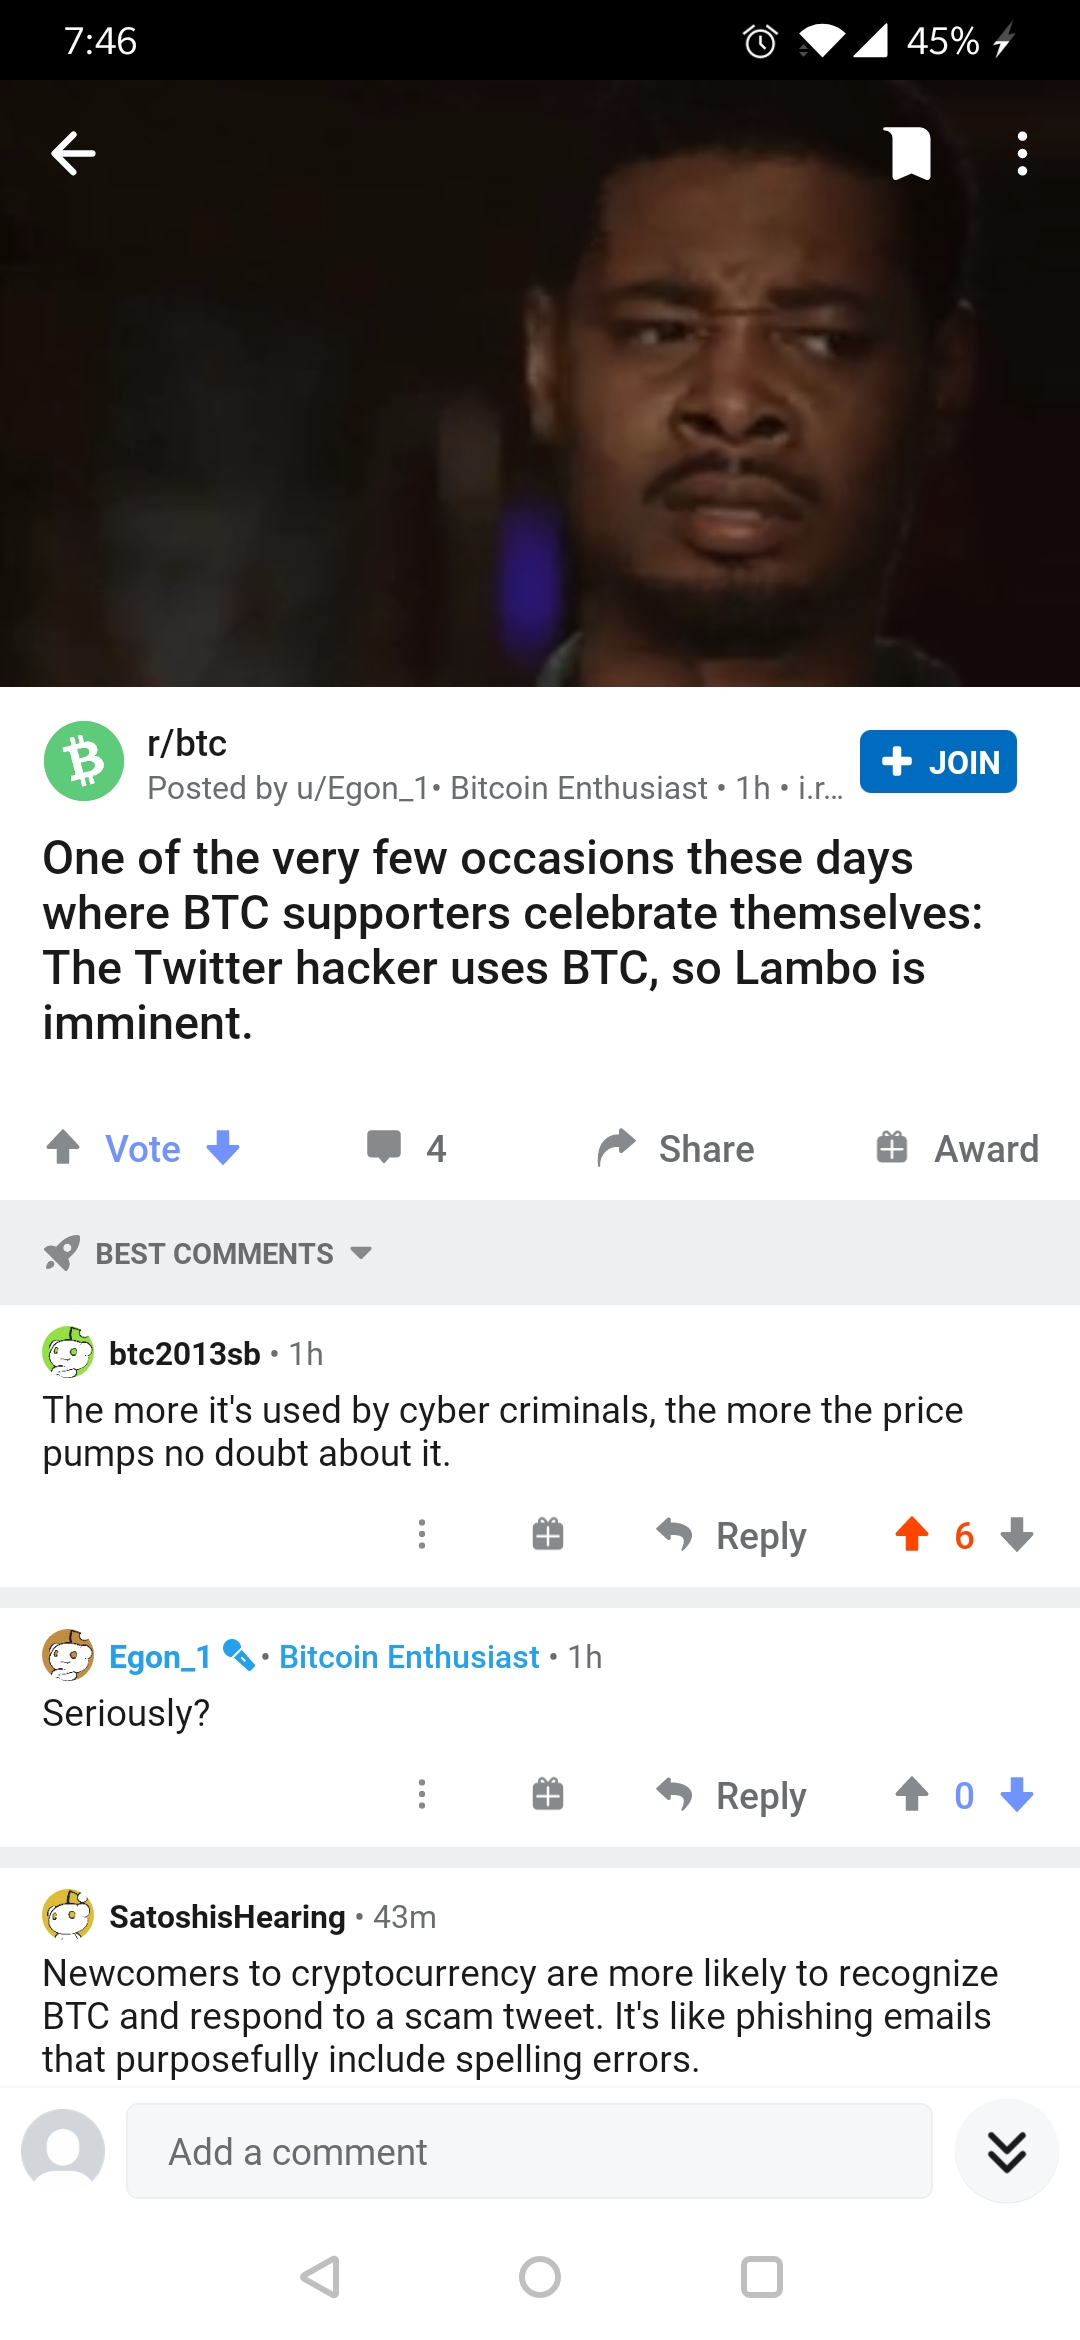 7:46
45%
r/btc
Posted by u/Egon_1• Bitcoin Enthusiast • 1h • i.r...
JOIN
One of the very few occasions these days
where BTC supporters celebrate themselves:
The Twitter hacker uses BTC, so Lambo is
imminent.
Vote
4
Share
Award
BEST COMMENTS
btc2013sb • 1h
The more it's used by cyber criminals, the more the price
pumps no doubt about it.
Reply
6
Egon_1 • Bitcoin Enthusiast • 1h
Seriously?
Reply
0
SatoshisHearing • 43m
Newcomers to cryptocurrency are more likely to recognize
BTC and respond to a scam tweet. It's like phishing emails
that purposefully include spelling errors.
Add a comment